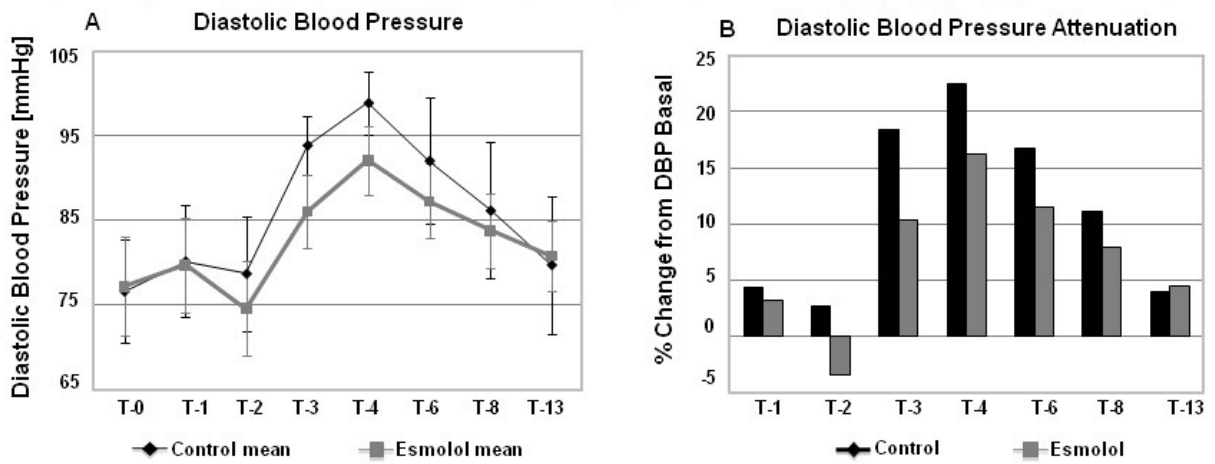 A Diastolic Blood Pressure
Diastolic Blood Pressure [mmHg]
105
95
85
75
65
T-0 T-1 T-2 T-3 T-4 T-6 T-8 T-13
Control mean Esmolol mean
B Diastolic Blood Pressure Attenuation
% Change from DBP Basal
25
20
15
10
5
0
-5
T-1 T-2 T-3 T-4 T-6 T-8 T-13
Control Esmolol